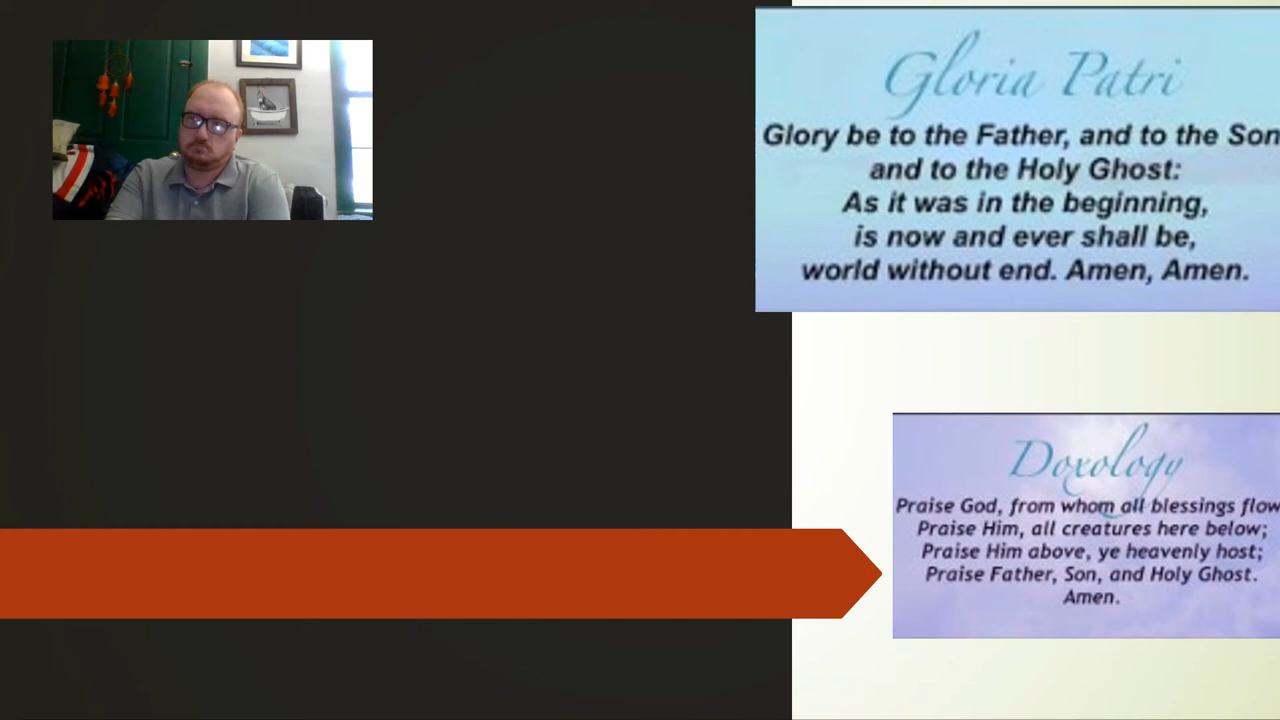 Gloria Patri
Glory be to the Father, and to the Son
and to the Holy Ghost:
As it was in the beginning,
is now and ever shall be,
world without end. Amen, Amen.
Doxology
Praise God, from whom all blessings flow
Praise Him, all creatures here below;
Praise Him above, ye heavenly host;
Praise Father, Son, and Holy Ghost.
Amen.